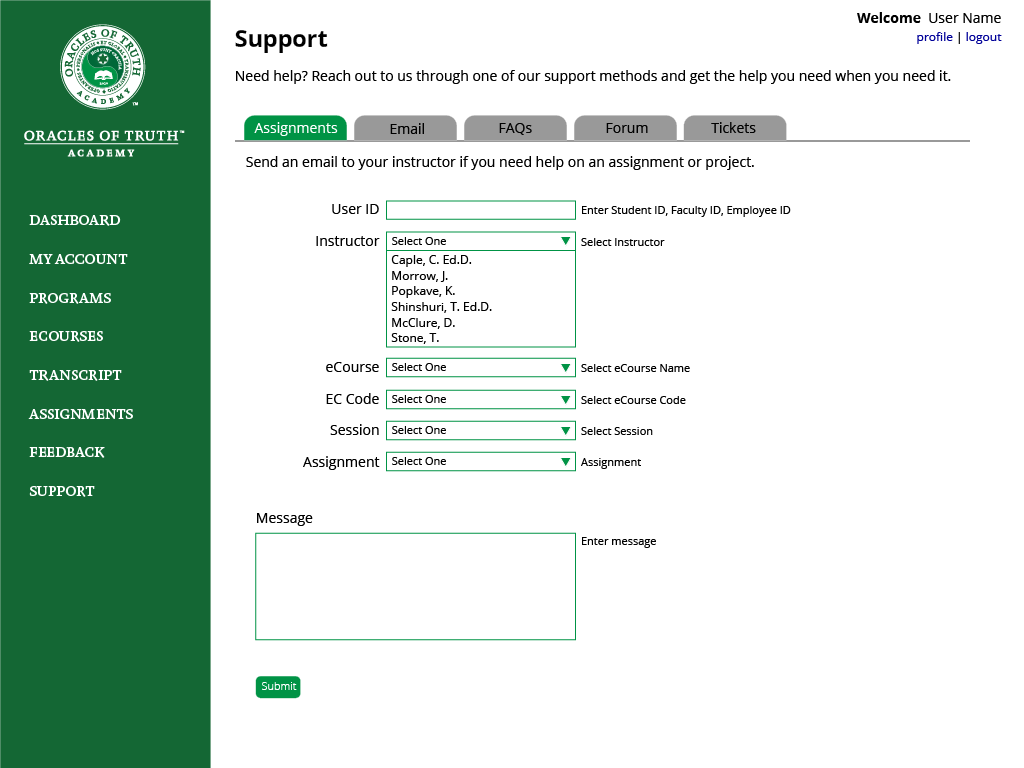 ORACLES OF TRUTH
ACADEMY
™
ORACLES OF TRUTH™
ACADEMY
DASHBOARD
MY ACCOUNT
PROGRAMS
ECOURSES
TRANSCRIPT
ASSIGNMENTS
FEEDBACK
SUPPORT
Welcome User Name
profile | logout
Support
Need help? Reach out to us through one of our support methods and get the help you need when you need it.
Assignments Email FAQs Forum Tickets
Send an email to your instructor if you need help on an assignment or project.
User ID Enter Student ID, Faculty ID, Employee ID
Instructor Select One Select Instructor
Caple, C. Ed.D.
Morrow, J.
Popkave, K.
Shinshuri, T. Ed.D.
McClure, D.
Stone, T.
eCourse Select One Select eCourse Name
EC Code Select One Select eCourse Code
Session Select One Select Session
Assignment Select One Assignment
Message
Enter message
Submit